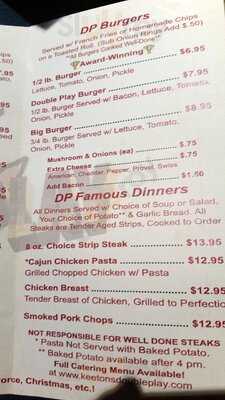 DP Burgers
Served w/ French Fries or Homemade Chips
on a Toasted Roll. (Sub Onion Rings Add $.50)
*All Burgers Cooked Well-Done**
Award-Winning
1/2 lb. Burger $6.95
Lettuce, Tomato, Onion, Pickle
Double Play Burger $7.95
1/2 lb. Burger Served w/ Bacon, Lettuce, Tomato,
Onion, Pickle
Big Burger $8.95
3/4 lb. Burger Served w/ Lettuce, Tomato,
Onion, Pickle
Mushroom & Onions (ea) $.75
Extra Cheese $.75
American, Cheddar, Pepper, Provel, Swiss
Add Bacon $1.50
DP Famous Dinners
All Dinners Served w/ Choice of Soup or Salad,
Your Choice of Potato** & Garlic Bread. All
Steaks are Tender Aged Strips, Cooked to Order
8 oz. Choice Strip Steak $13.95
*Cajun Chicken Pasta $12.95
Grilled Chopped Chicken w/ Pasta
Chicken Breast $12.95
Tender Breast of Chicken, Grilled to Perfectio
Smoked Pork Chops $12.95
NOT RESPONSIBLE FOR WELL DONE STEAKS
* Pasta Not Served with Baked Potato.
** Baked Potato available after 4 pm.
Full Catering Menu Available!
at www.keetonsdoubleplay.com
orce, Christmas, etc.!